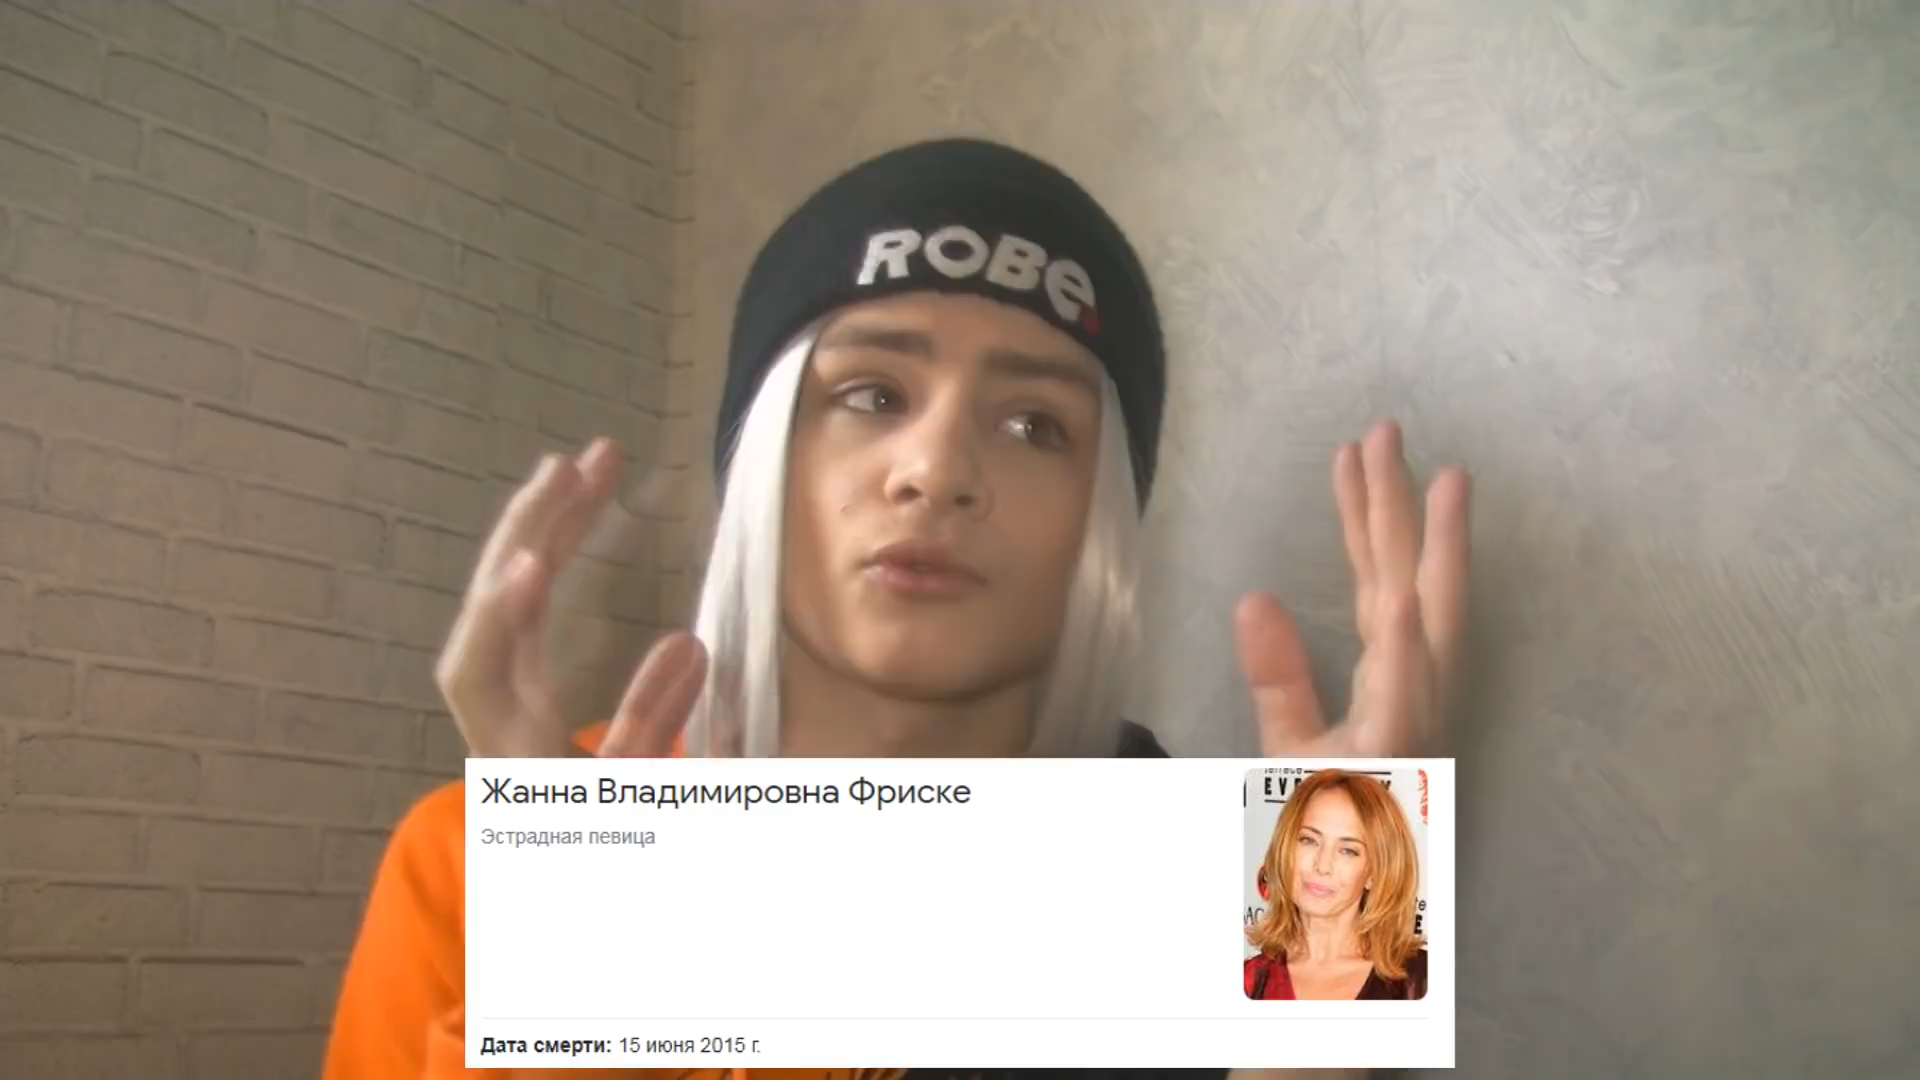 ROBE
Жанна Владимировна Фриске
Эстрадная певица
Дата смерти: 15 июня 2015 г.